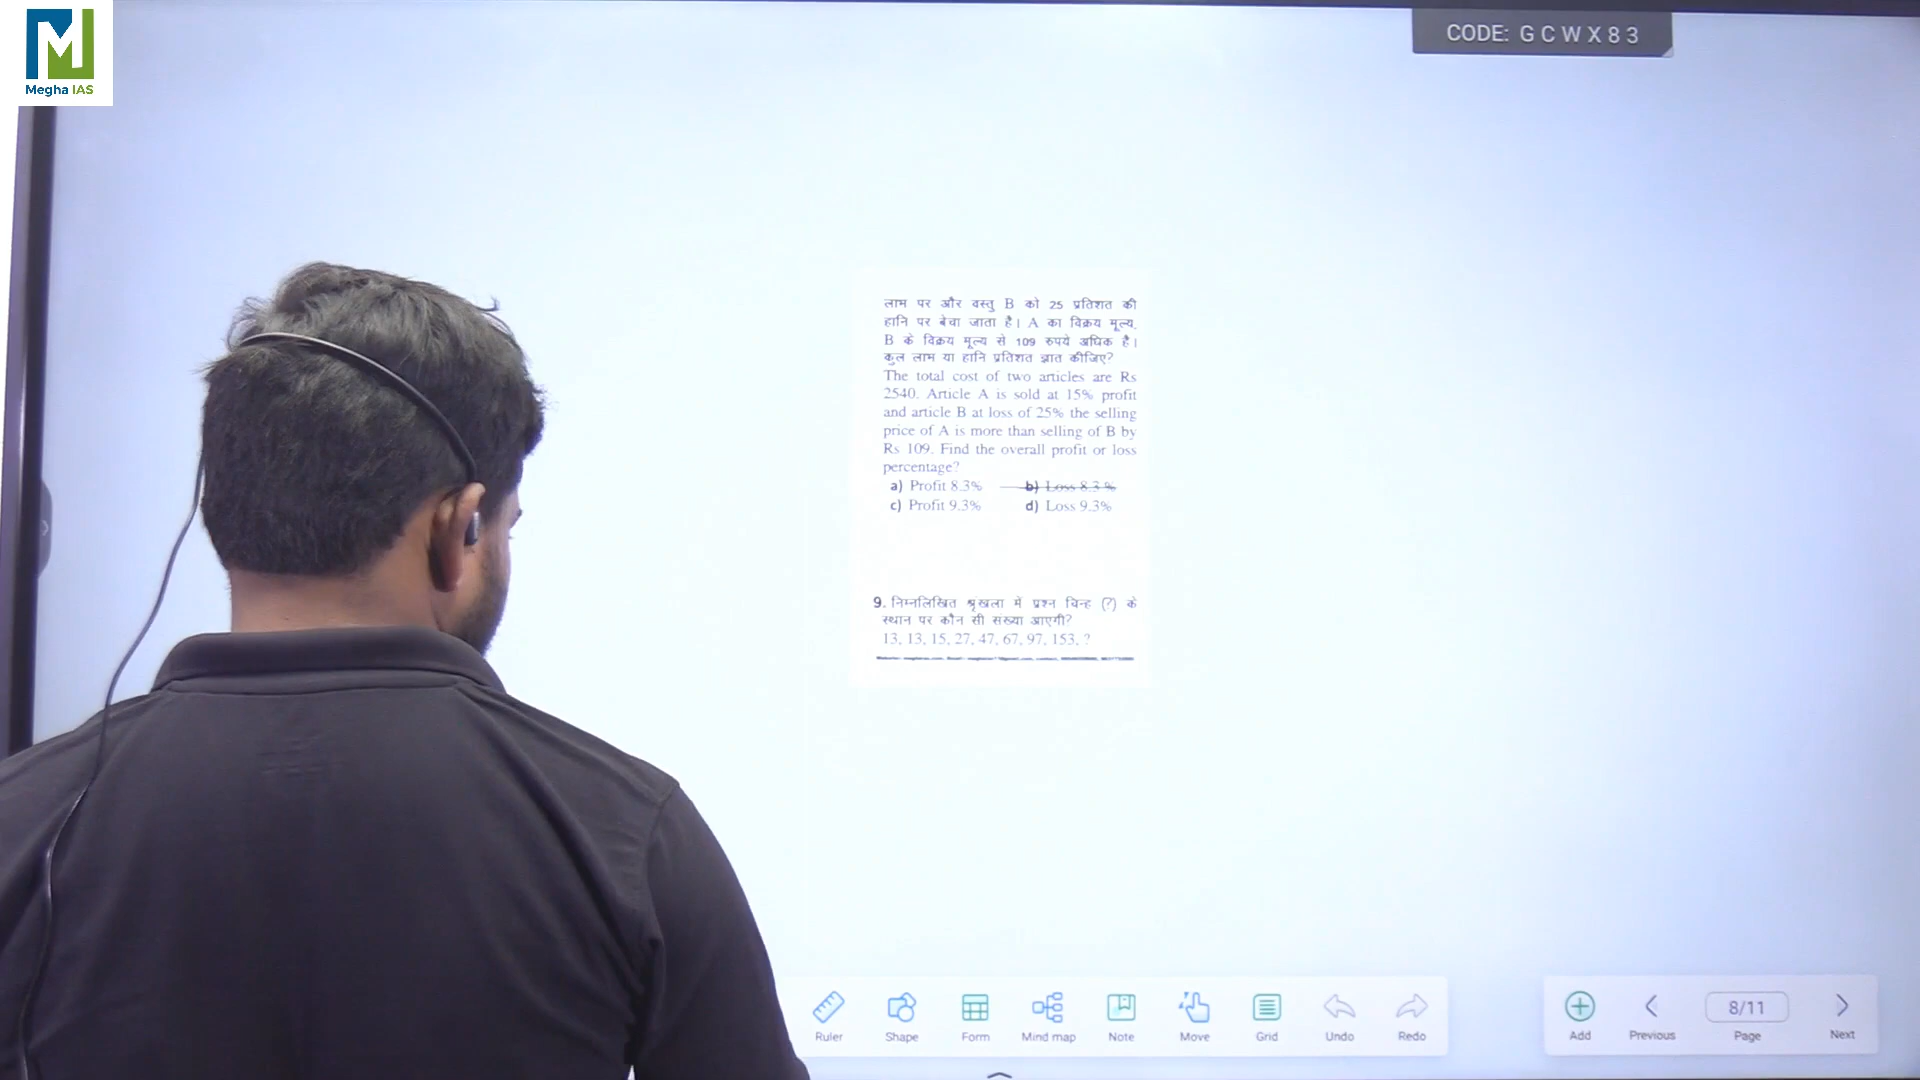 Megha IAS
CODE: G C W X 8 3
लाभ पर और वस्तु B को 25 प्रतिशत की
हानि पर बेचा जाता है। A का विक्रय मूल्य,
B के विक्रय मूल्य से 109 रुपये अधिक है।
कुल लाभ या हानि प्रतिशत ज्ञात कीजिए?
The total cost of two articles are Rs
2540. Article A is sold at 15% profit
and article B at loss of 25% the selling
price of A is more than selling of B by
Rs 109. Find the overall profit or loss
percentage?
a) Profit 8.3% b) Loss 8.3 %
c) Profit 9.3% d) Loss 9.3%
9. निम्नलिखित श्रृंखला में प्रश्न चिन्ह (?) के
स्थान पर कौन सी संख्या आएगी?
13, 13, 15, 27, 47, 67, 97, 153, ?
Ruler Shape Form Mind map Note Move Grid Undo Redo
8/11
Add Previous Page Next